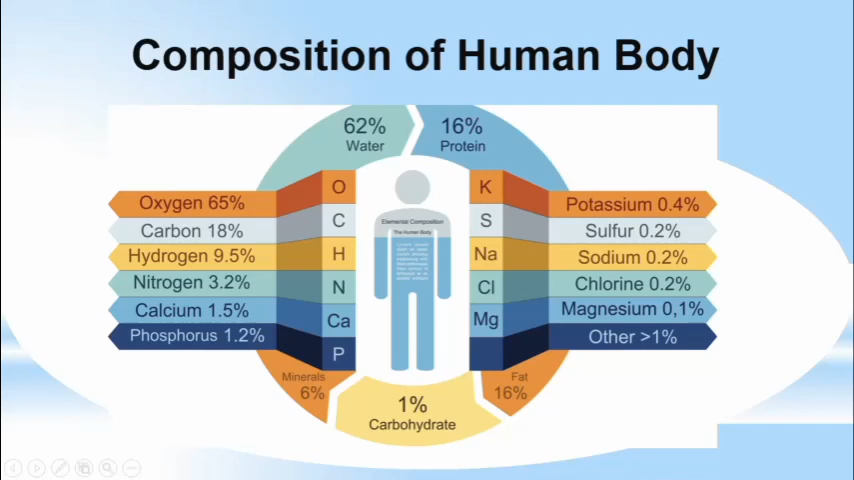 Composition of Human Body
62%
Water
16%
Protein
Oxygen 65%
Carbon 18%
Hydrogen 9.5%
Nitrogen 3.2%
Calcium 1.5%
Phosphorus 1.2%
O
C
H
N
Ca
P
Elemental Composition
The Human Body
K
S
Na
Cl
Mg
Potassium 0.4%
Sulfur 0.2%
Sodium 0.2%
Chlorine 0.2%
Magnesium 0,1%
Other >1%
Minerals
6%
1%
Carbohydrate
Fat
16%